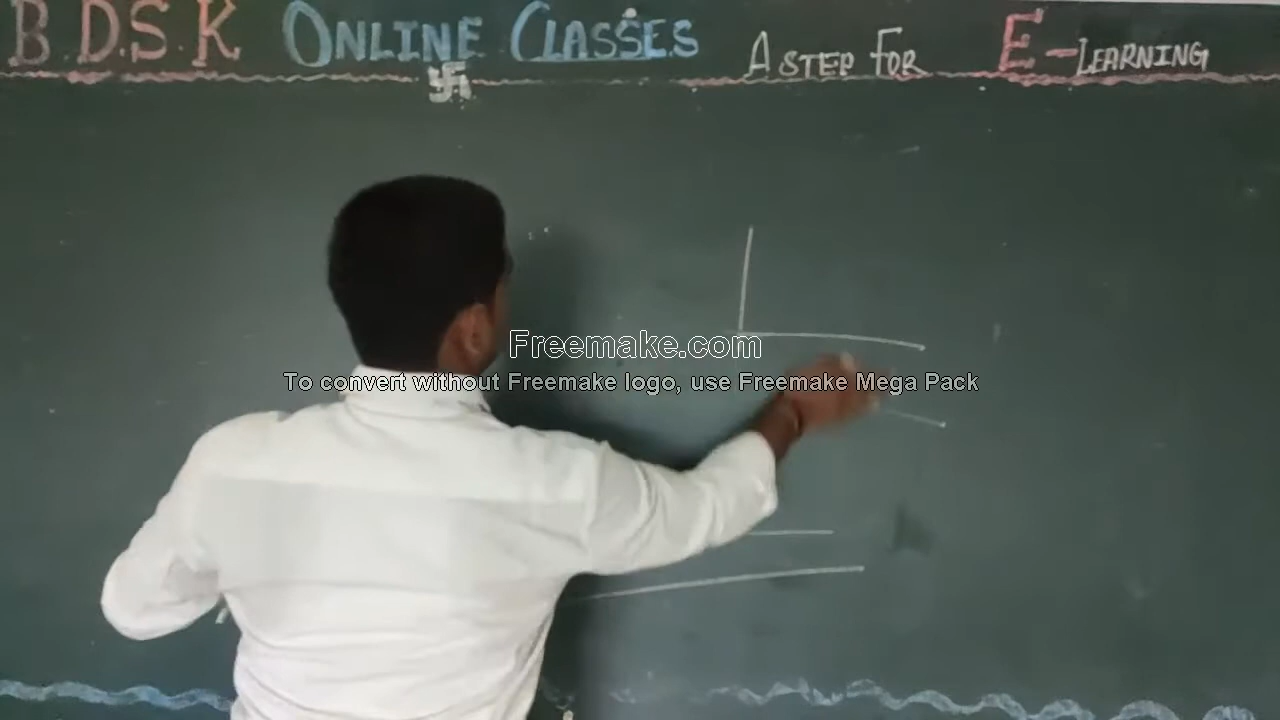 B.D.S.K ONLINE CLASSES A STEP FOR E-LEARNING
Freemake.com
To convert without Freemake logo, use Freemake Mega Pack